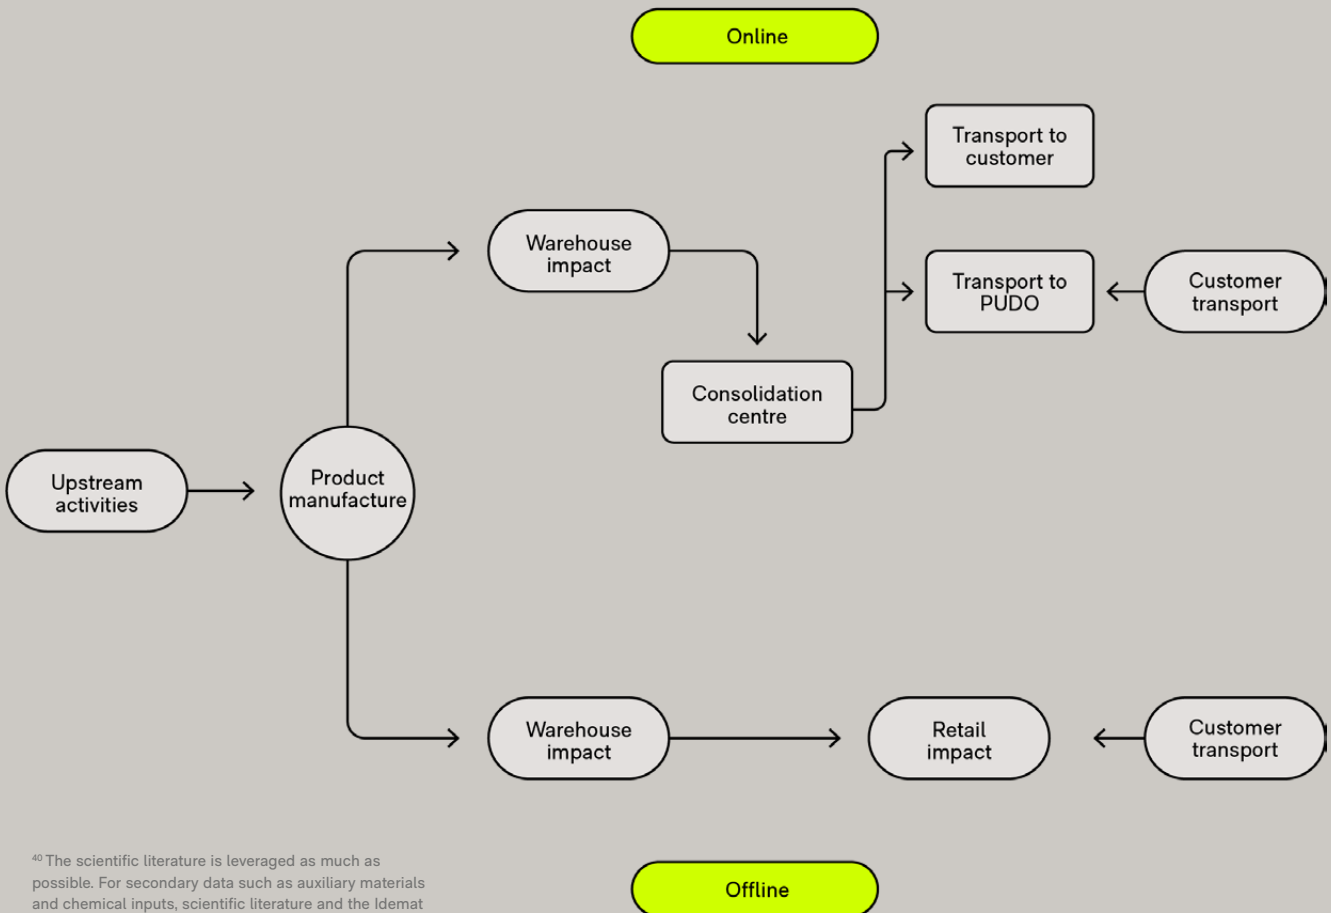 Online
Transport to
customer
Warehouse
impact
Transport to
PUDO
Customer
transport
Consolidation
centre
Upstream
activities
Product
manufacture
Warehouse
impact
Retail
impact
Customer
transport
Offline
⁴⁰ The scientific literature is leveraged as much as
possible. For secondary data such as auxiliary materials
and chemical inputs, scientific literature and the Idemat